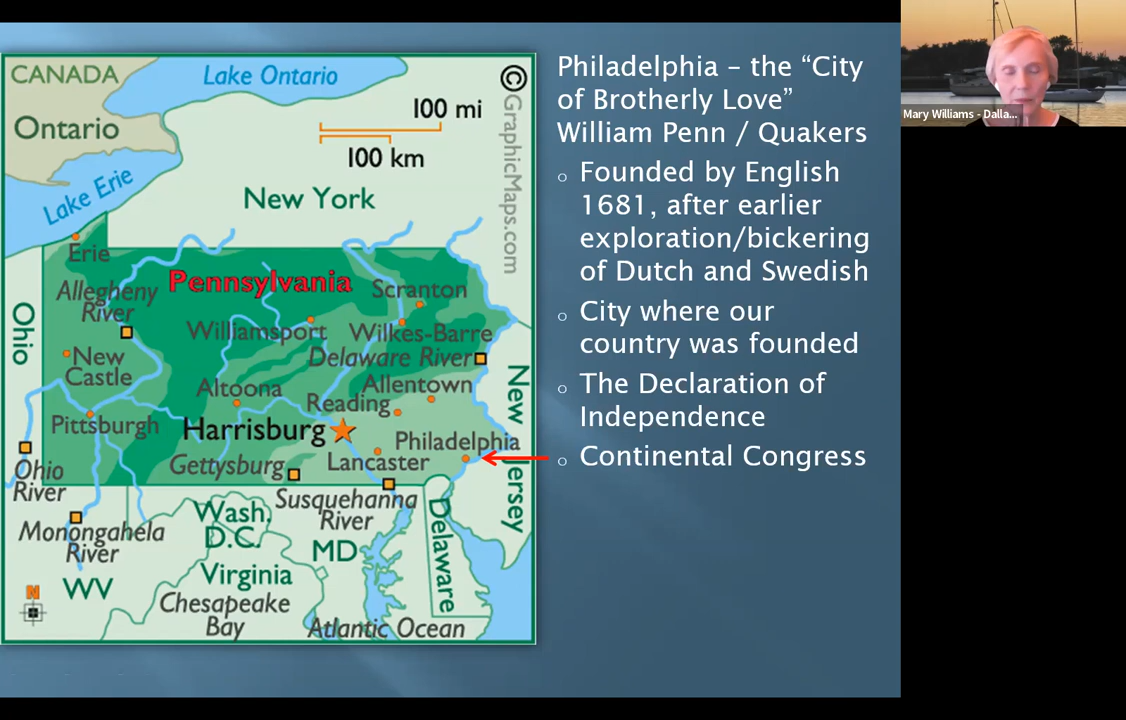 CANADA
Lake Ontario
©GraphicMaps.com
Ontario
100 mi
100 km
Lake Erie
New York
Erie
Pennsylvania
Allegheny
River
Scranton
Ohio
Williamsport
Wilkes-Barre
New
Castle
Delaware River
Altoona
Allentown
Reading
New Jersey
Pittsburgh
Harrisburg
Philadelphia
Gettysburg
Lancaster
Ohio
River
Susquehanna
River
Monongahela
River
Wash.
D.C.
MD
Delaware
WV
Virginia
Chesapeake
Bay
Atlantic Ocean
N
Philadelphia – the “City
of Brotherly Love”
William Penn / Quakers
Founded by English
1681, after earlier
exploration/bickering
of Dutch and Swedish
City where our
country was founded
The Declaration of
Independence
Continental Congress
Mary Williams - Dalla...